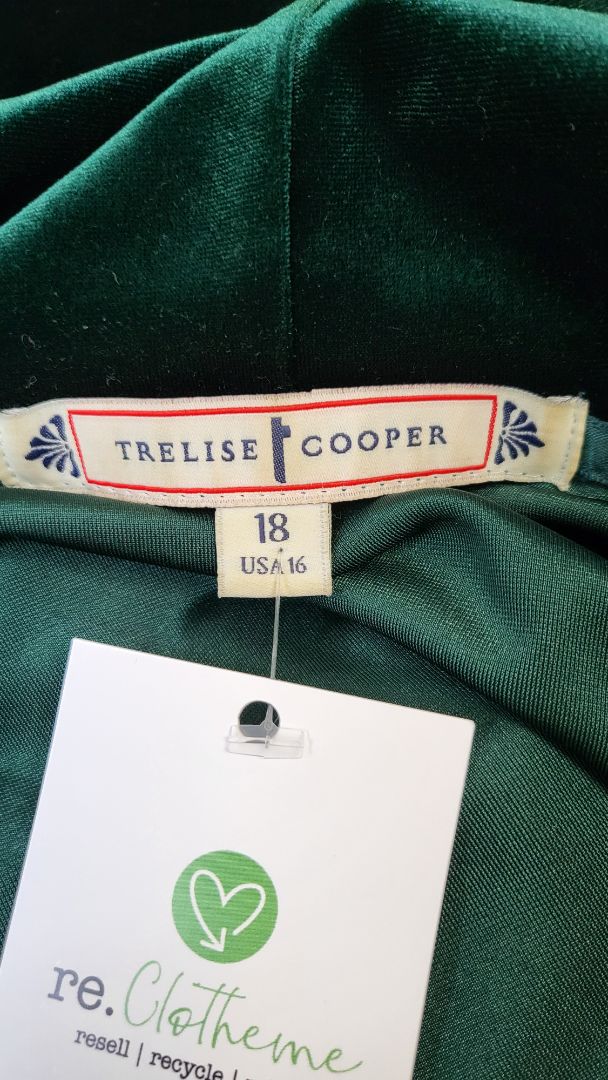 TRELISE COOPER
18
USA 16
re.Clotheme
resell | recycle |